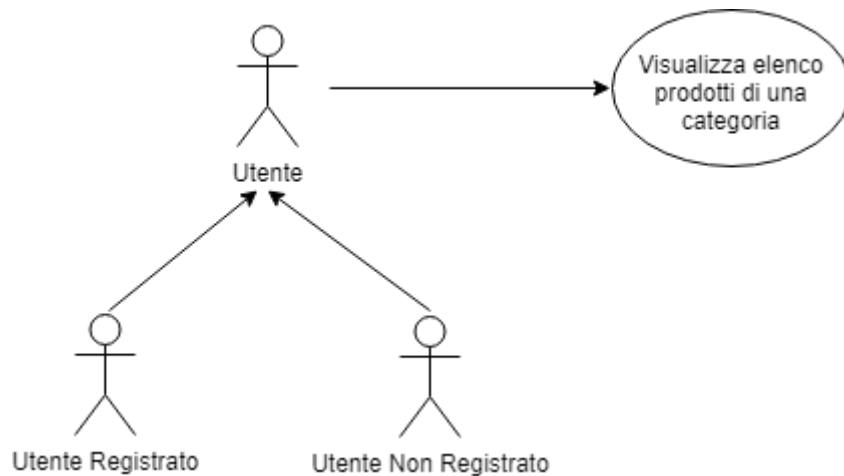 Visualizza elenco
prodotti di una
categoria
Utente
Utente Registrato
Utente Non Registrato